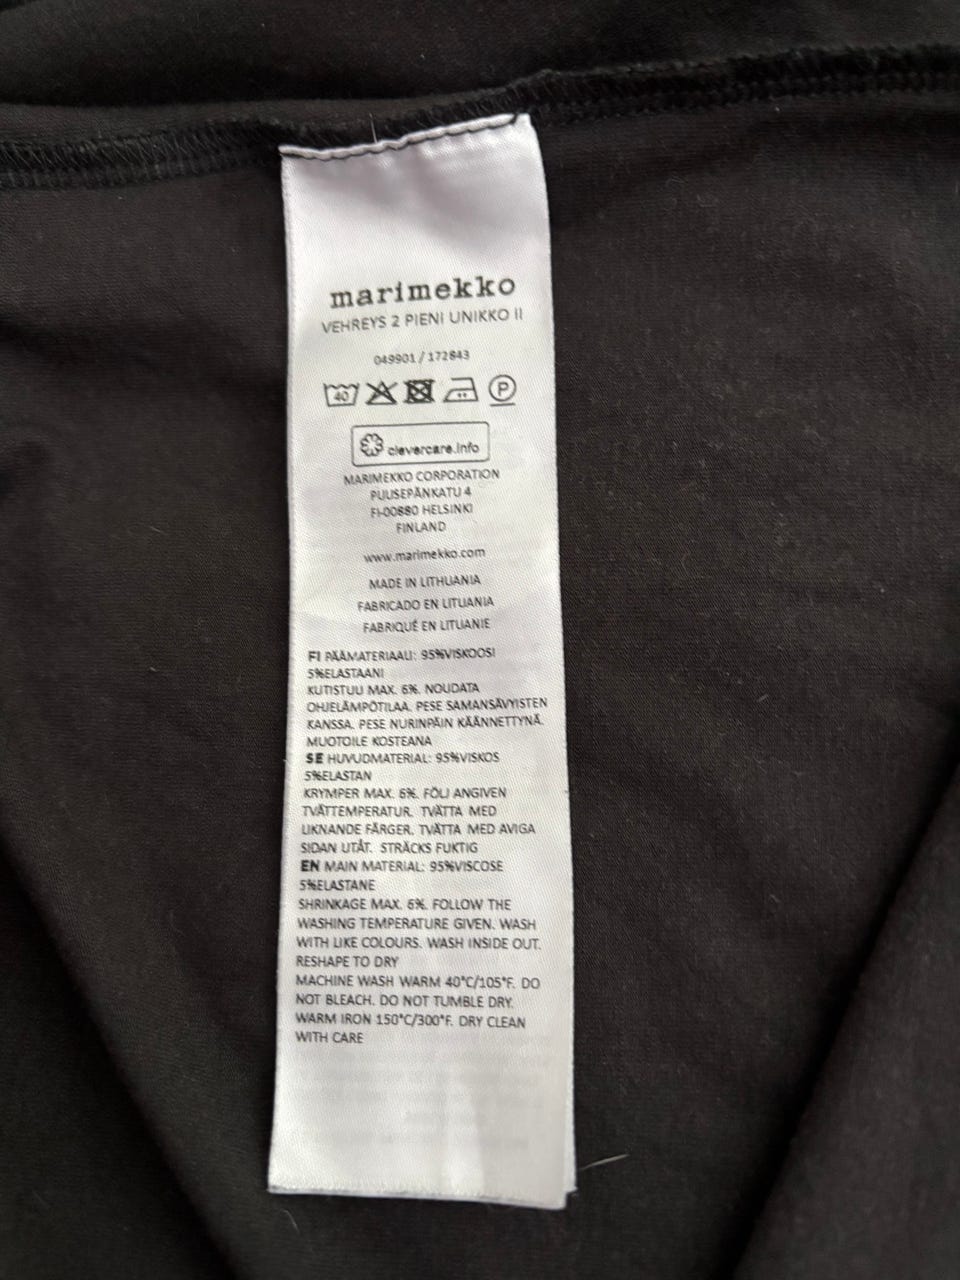 marimekko
VEHREYS 2 PIENI UNIKKO II
049901 / 172643
40 P
clevercare.info
MARIMEKKO CORPORATION
PUUSEPÄNKATU 4
FI-00880 HELSINKI
FINLAND
www.marimekko.com
MADE IN LITHUANIA
FABRICADO EN LITUANIA
FABRIQUÉ EN LITUANIE
FI PÄÄMATERIAALI: 95%VISKOOSI
5%ELASTAANI
KUTISTUU MAX. 6%. NOUDATA
OHJELÄMPÖTILAA. PESE SAMANSÄVYISTEN
KANSSA. PESE NURINPÄIN KÄÄNNETTYNÄ.
MUOTOILE KOSTEANA
SE HUVUDMATERIAL: 95%VISKOS
5%ELASTAN
KRYMPER MAX. 6%. FÖLJ ANGIVEN
TVÄTTEMPERATUR. TVÄTTA MED
LIKNANDE FÄRGER. TVÄTTA MED AVIGA
SIDAN UTÅT. STRÄCKS FUKTIG
EN MAIN MATERIAL: 95%VISCOSE
5%ELASTANE
SHRINKAGE MAX. 6%. FOLLOW THE
WASHING TEMPERATURE GIVEN. WASH
WITH LIKE COLOURS. WASH INSIDE OUT.
RESHAPE TO DRY
MACHINE WASH WARM 40°C/105°F. DO
NOT BLEACH. DO NOT TUMBLE DRY.
WARM IRON 150°C/300°F. DRY CLEAN
WITH CARE